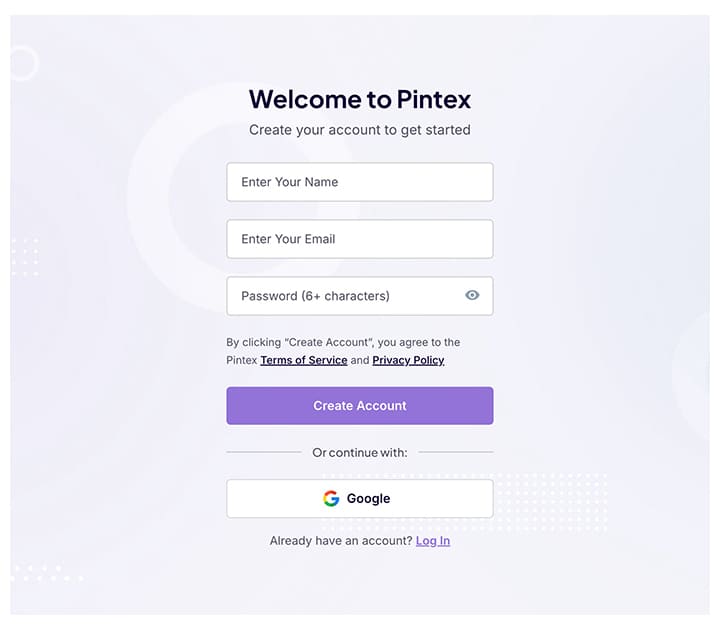 Welcome to Pintex
Create your account to get started
Enter Your Name
Enter Your Email
Password (6+ characters)
By clicking “Create Account”, you agree to the
Pintex Terms of Service and Privacy Policy
Create Account
Or continue with:
Google
Already have an account? Log In